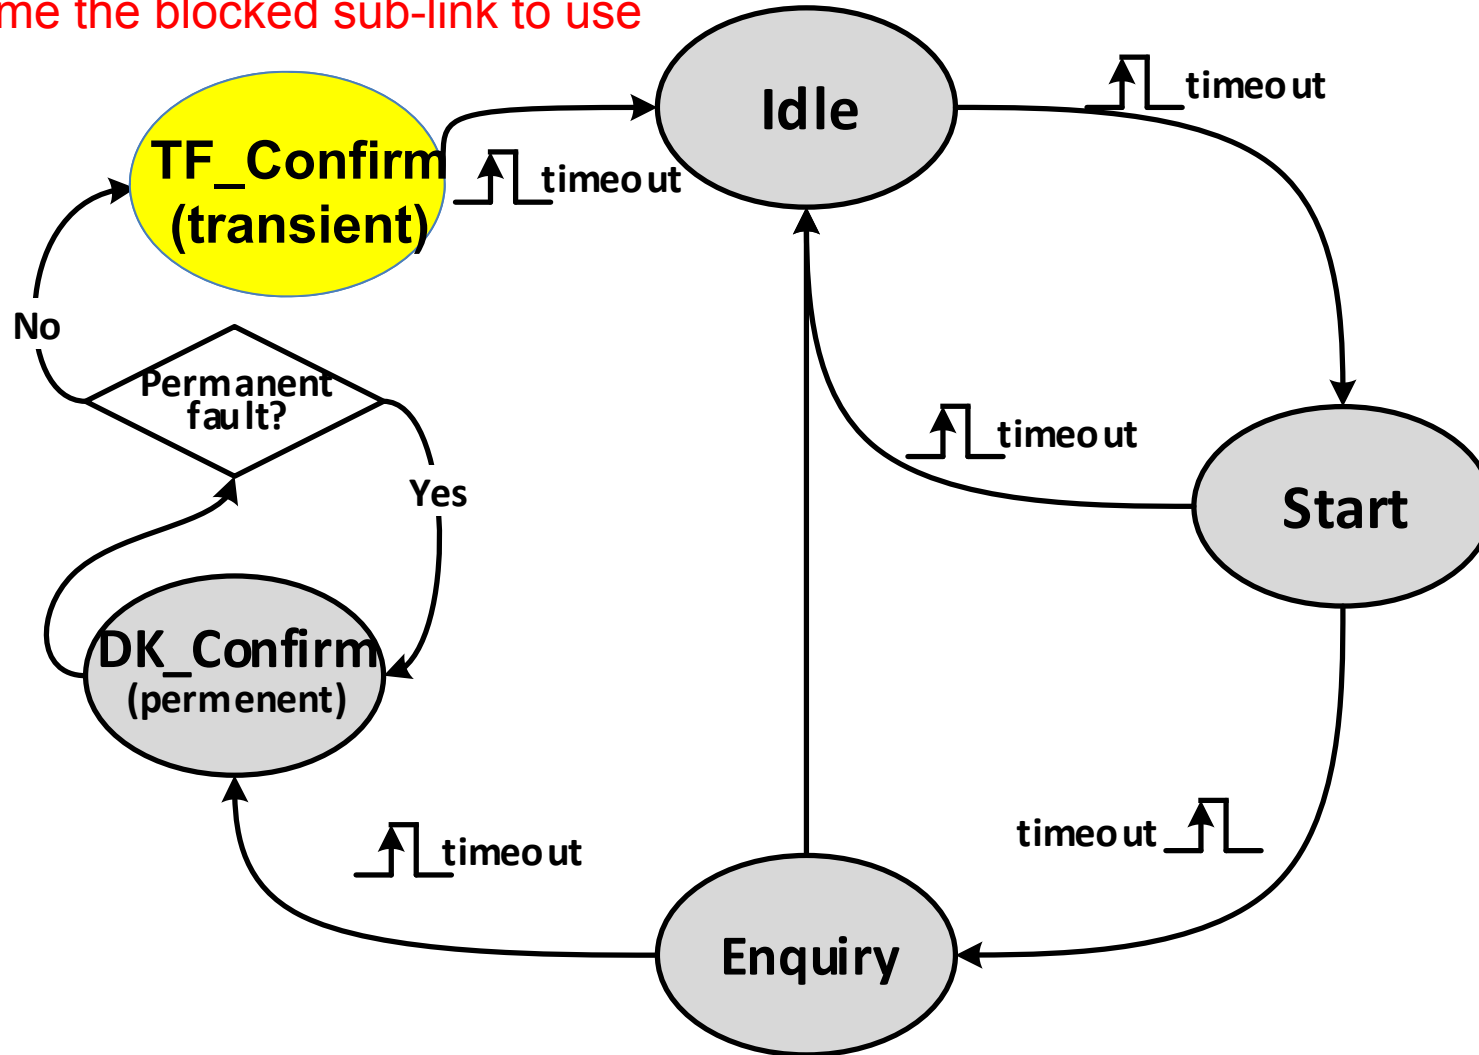 me the blocked sub-link to use
Idle
timeout
TF_Confirm
(transient)
timeout
No
Permanent
fault?
timeout
Yes
Start
DK_Confirm
(permenent)
timeout
timeout
Enquiry